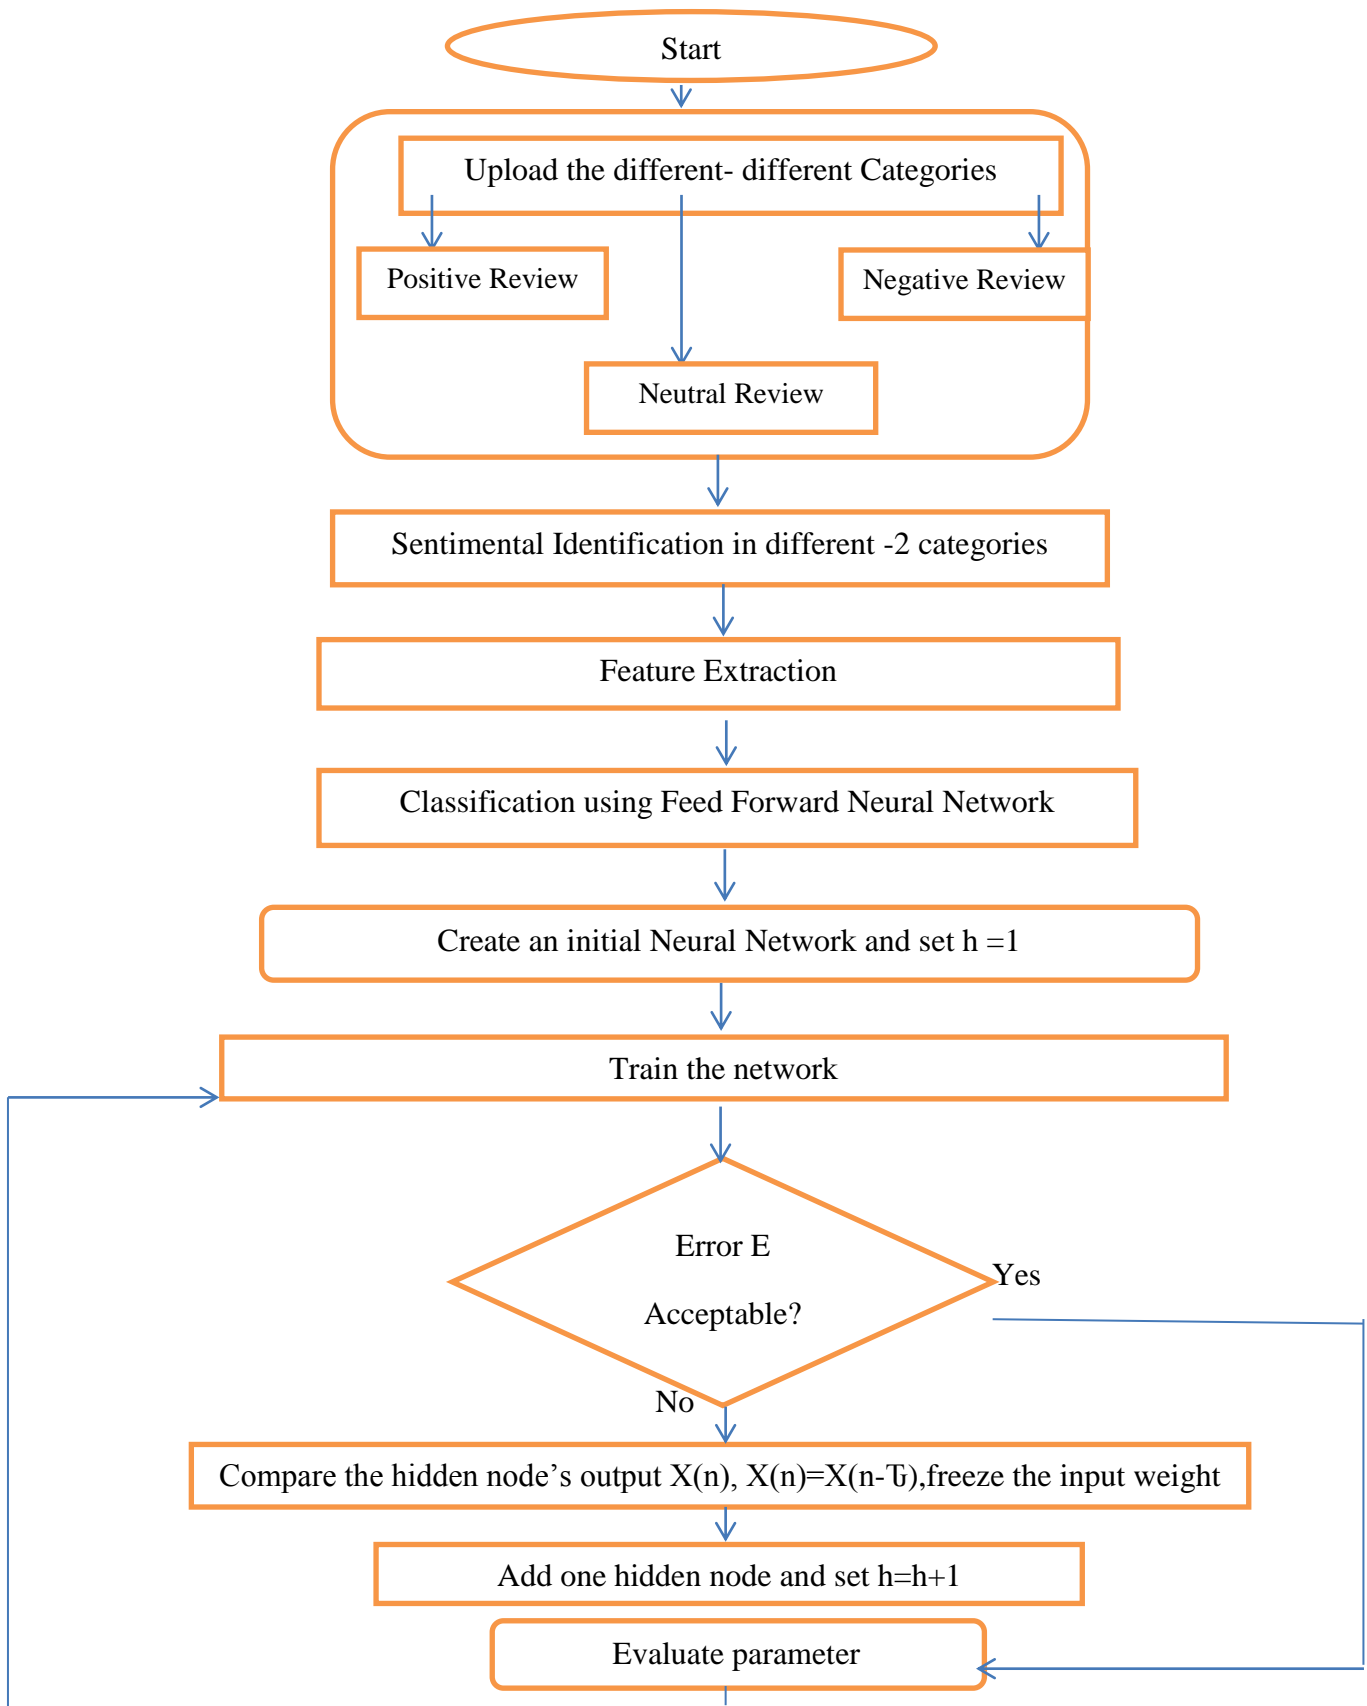 Start
Upload the different- different Categories
Positive Review
Negative Review
Neutral Review
Sentimental Identification in different -2 categories
Feature Extraction
Classification using Feed Forward Neural Network
Create an initial Neural Network and set h =1
Train the network
Error E
Yes
Acceptable?
No
Compare the hidden node’s output X(n), X(n)=X(n-Ԏ),freeze the input weight
Add one hidden node and set h=h+1
Evaluate parameter